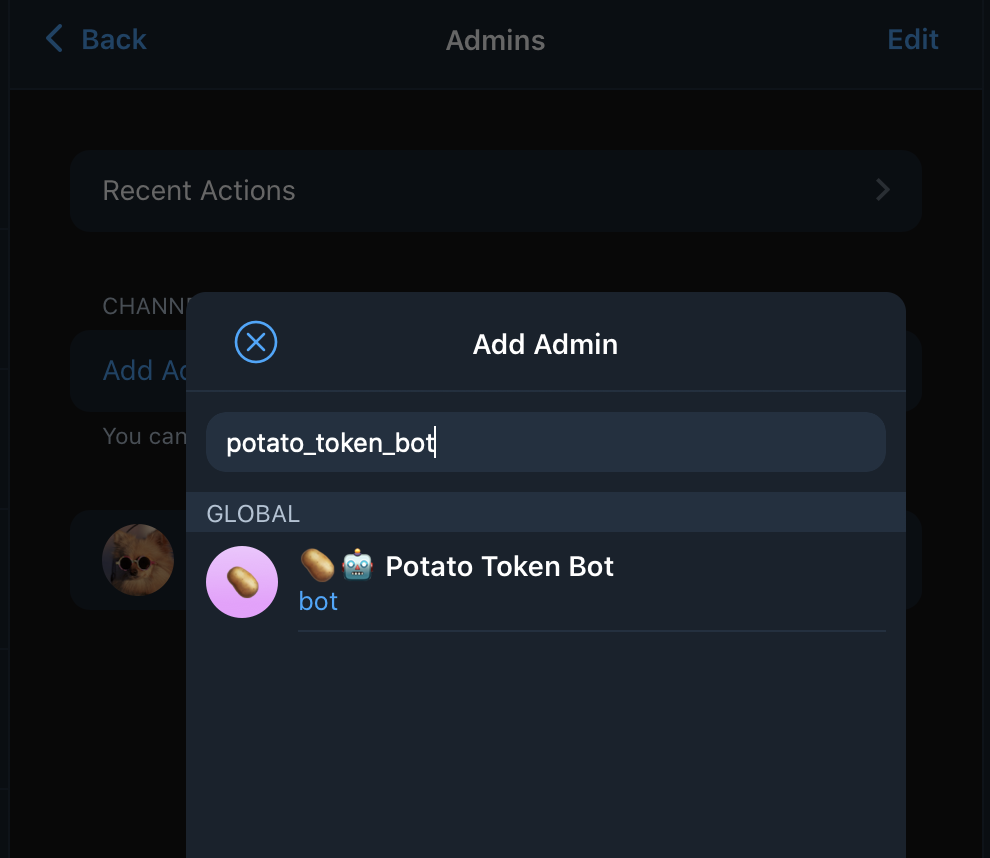 Back
Admins
Edit
Recent Actions
CHANN
Add Ad
You can
Add Admin
potato_token_bot
GLOBAL
🥔🤖 Potato Token Bot
bot